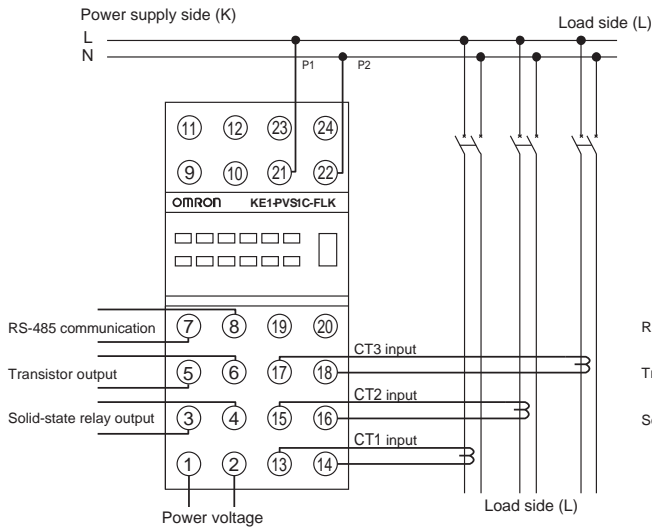 Power supply side (K)
Load side (L)
L
N
P1
P2
11 12 23 24
9 10 21 22
OMRON KE1-PVS1C-FLK
RS-485 communication
7 8 19 20
R
CT3 input
Transistor output
5 6 17 18
Tr
CT2 input
Solid-state relay output
3 4 15 16
So
CT1 input
1 2 13 14
Load side (L)
Power voltage